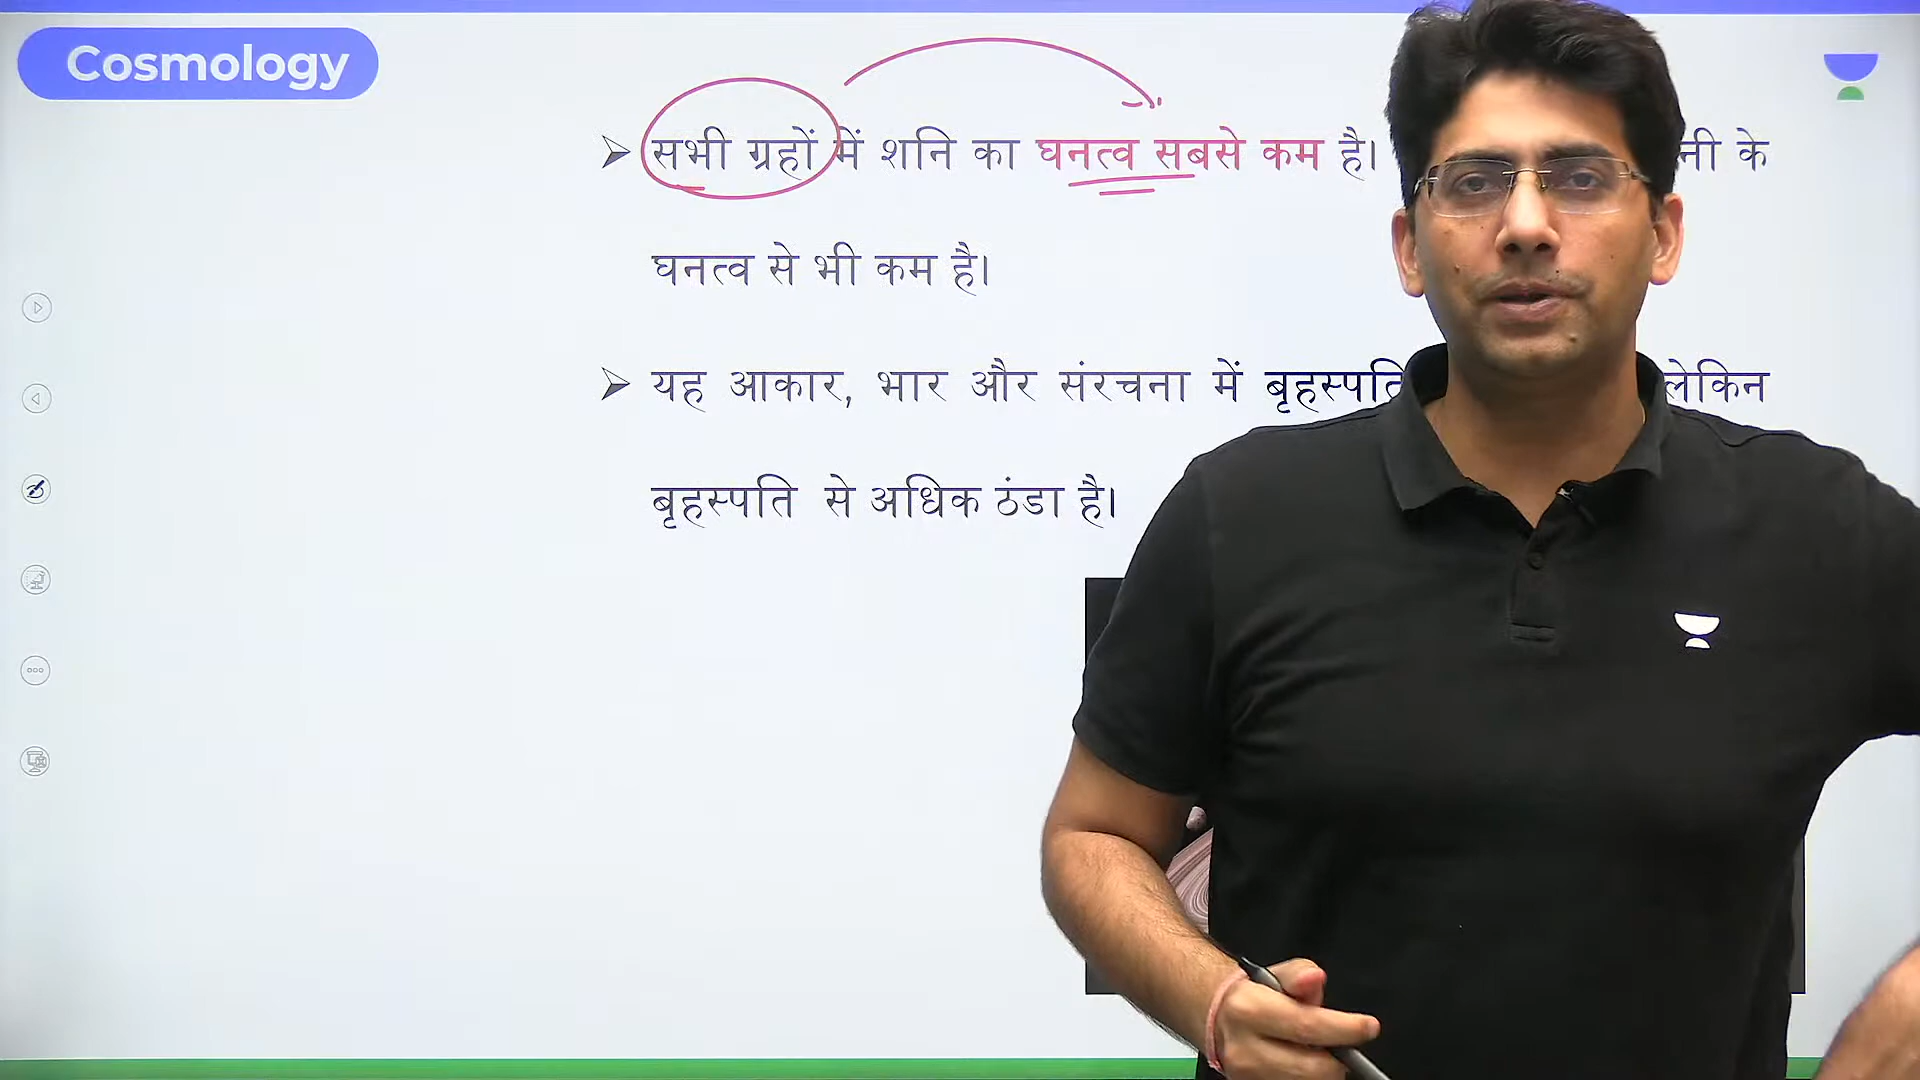 Cosmology
सभी ग्रहों में शनि का घनत्व सबसे कम है। के
घनत्व से भी कम है।
यह आकार, भार और संरचना में बृहस्पति लेकिन
बृहस्पति से अधिक ठंडा है।